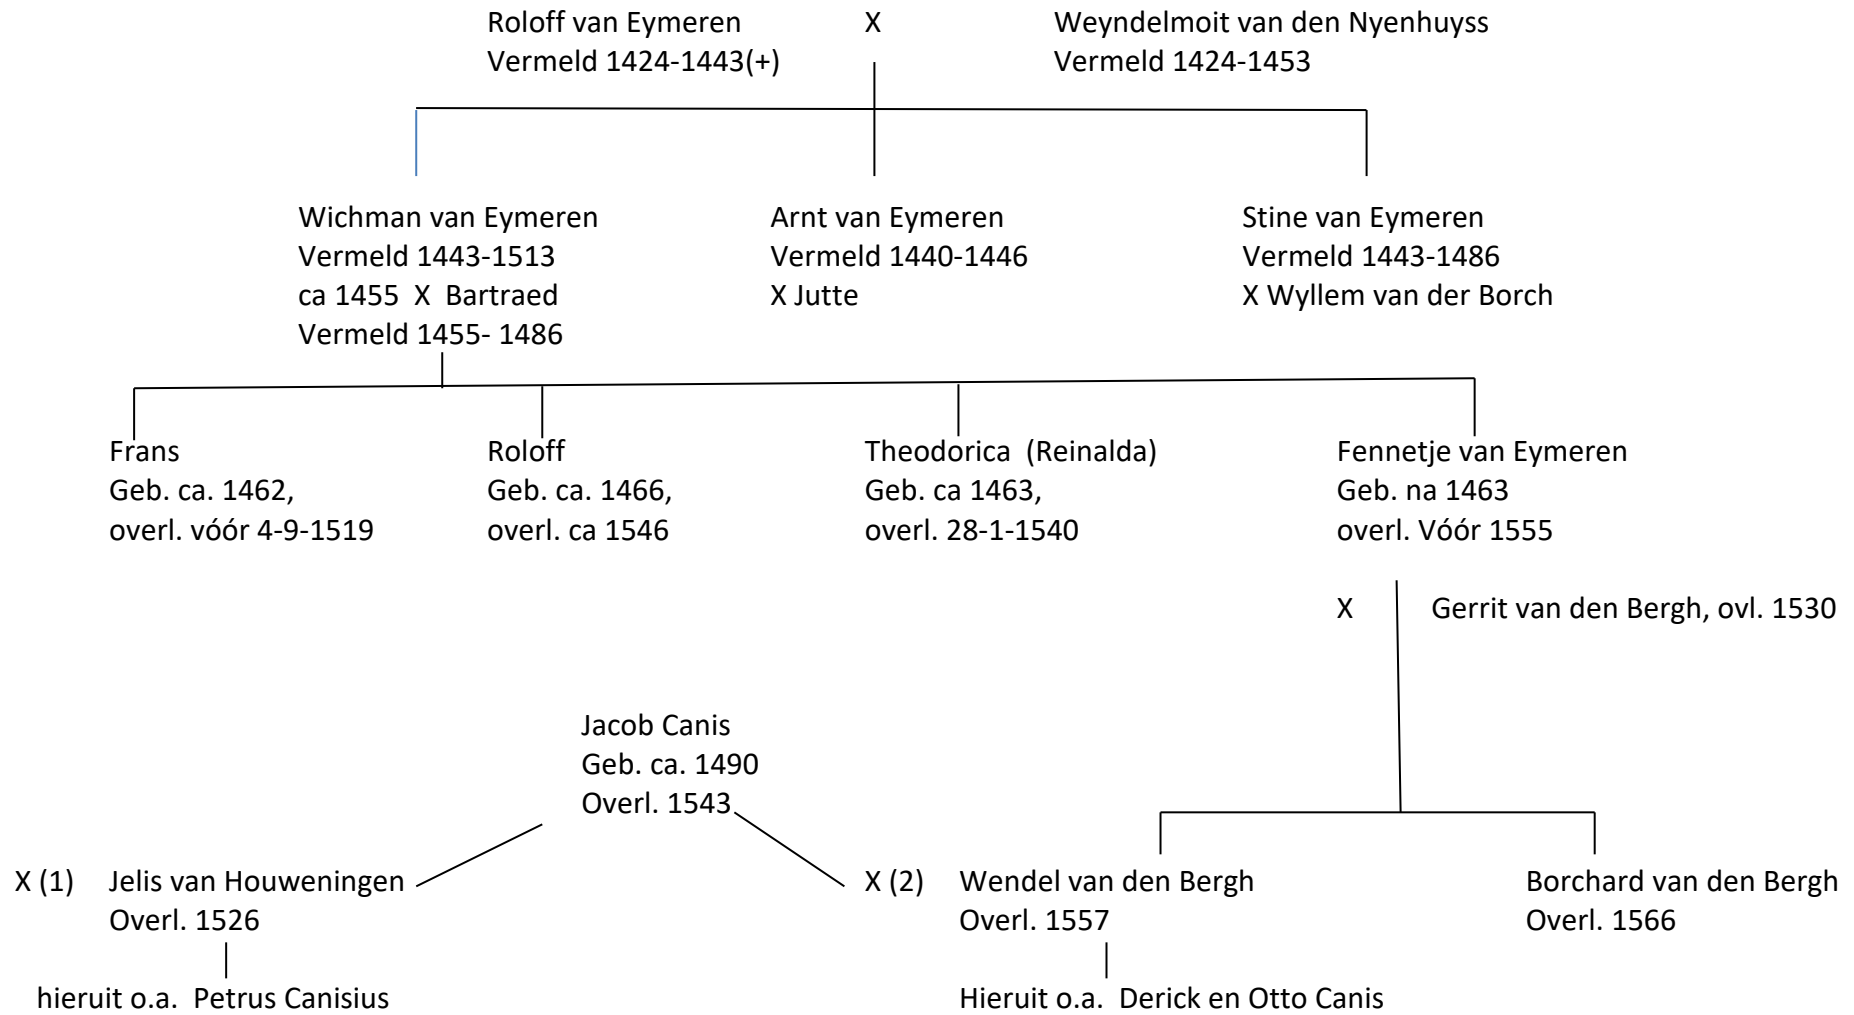 Roloff van Eymeren X Weyndelmoit van den Nyenhuyss
Vermeld 1424-1443(+) Vermeld 1424-1453
Wichman van Eymeren Arnt van Eymeren Stine van Eymeren
Vermeld 1443-1513 Vermeld 1440-1446 Vermeld 1443-1486
ca 1455 X Bartraed X Jutte X Wyllem van der Borch
Vermeld 1455- 1486
Frans Roloff Theodorica (Reinalda) Fennetje van Eymeren
Geb. ca. 1462, Geb. ca. 1466, Geb. ca 1463, Geb. na 1463
overl. vóór 4-9-1519 overl. ca 1546 overl. 28-1-1540 overl. Vóór 1555
X Gerrit van den Bergh, ovl. 1530
Jacob Canis
Geb. ca. 1490
Overl. 1543
X (1) Jelis van Houweningen X (2) Wendel van den Bergh Borchard van den Bergh
Overl. 1526 Overl. 1557 Overl. 1566
hieruit o.a. Petrus Canisius Hieruit o.a. Derick en Otto Canis